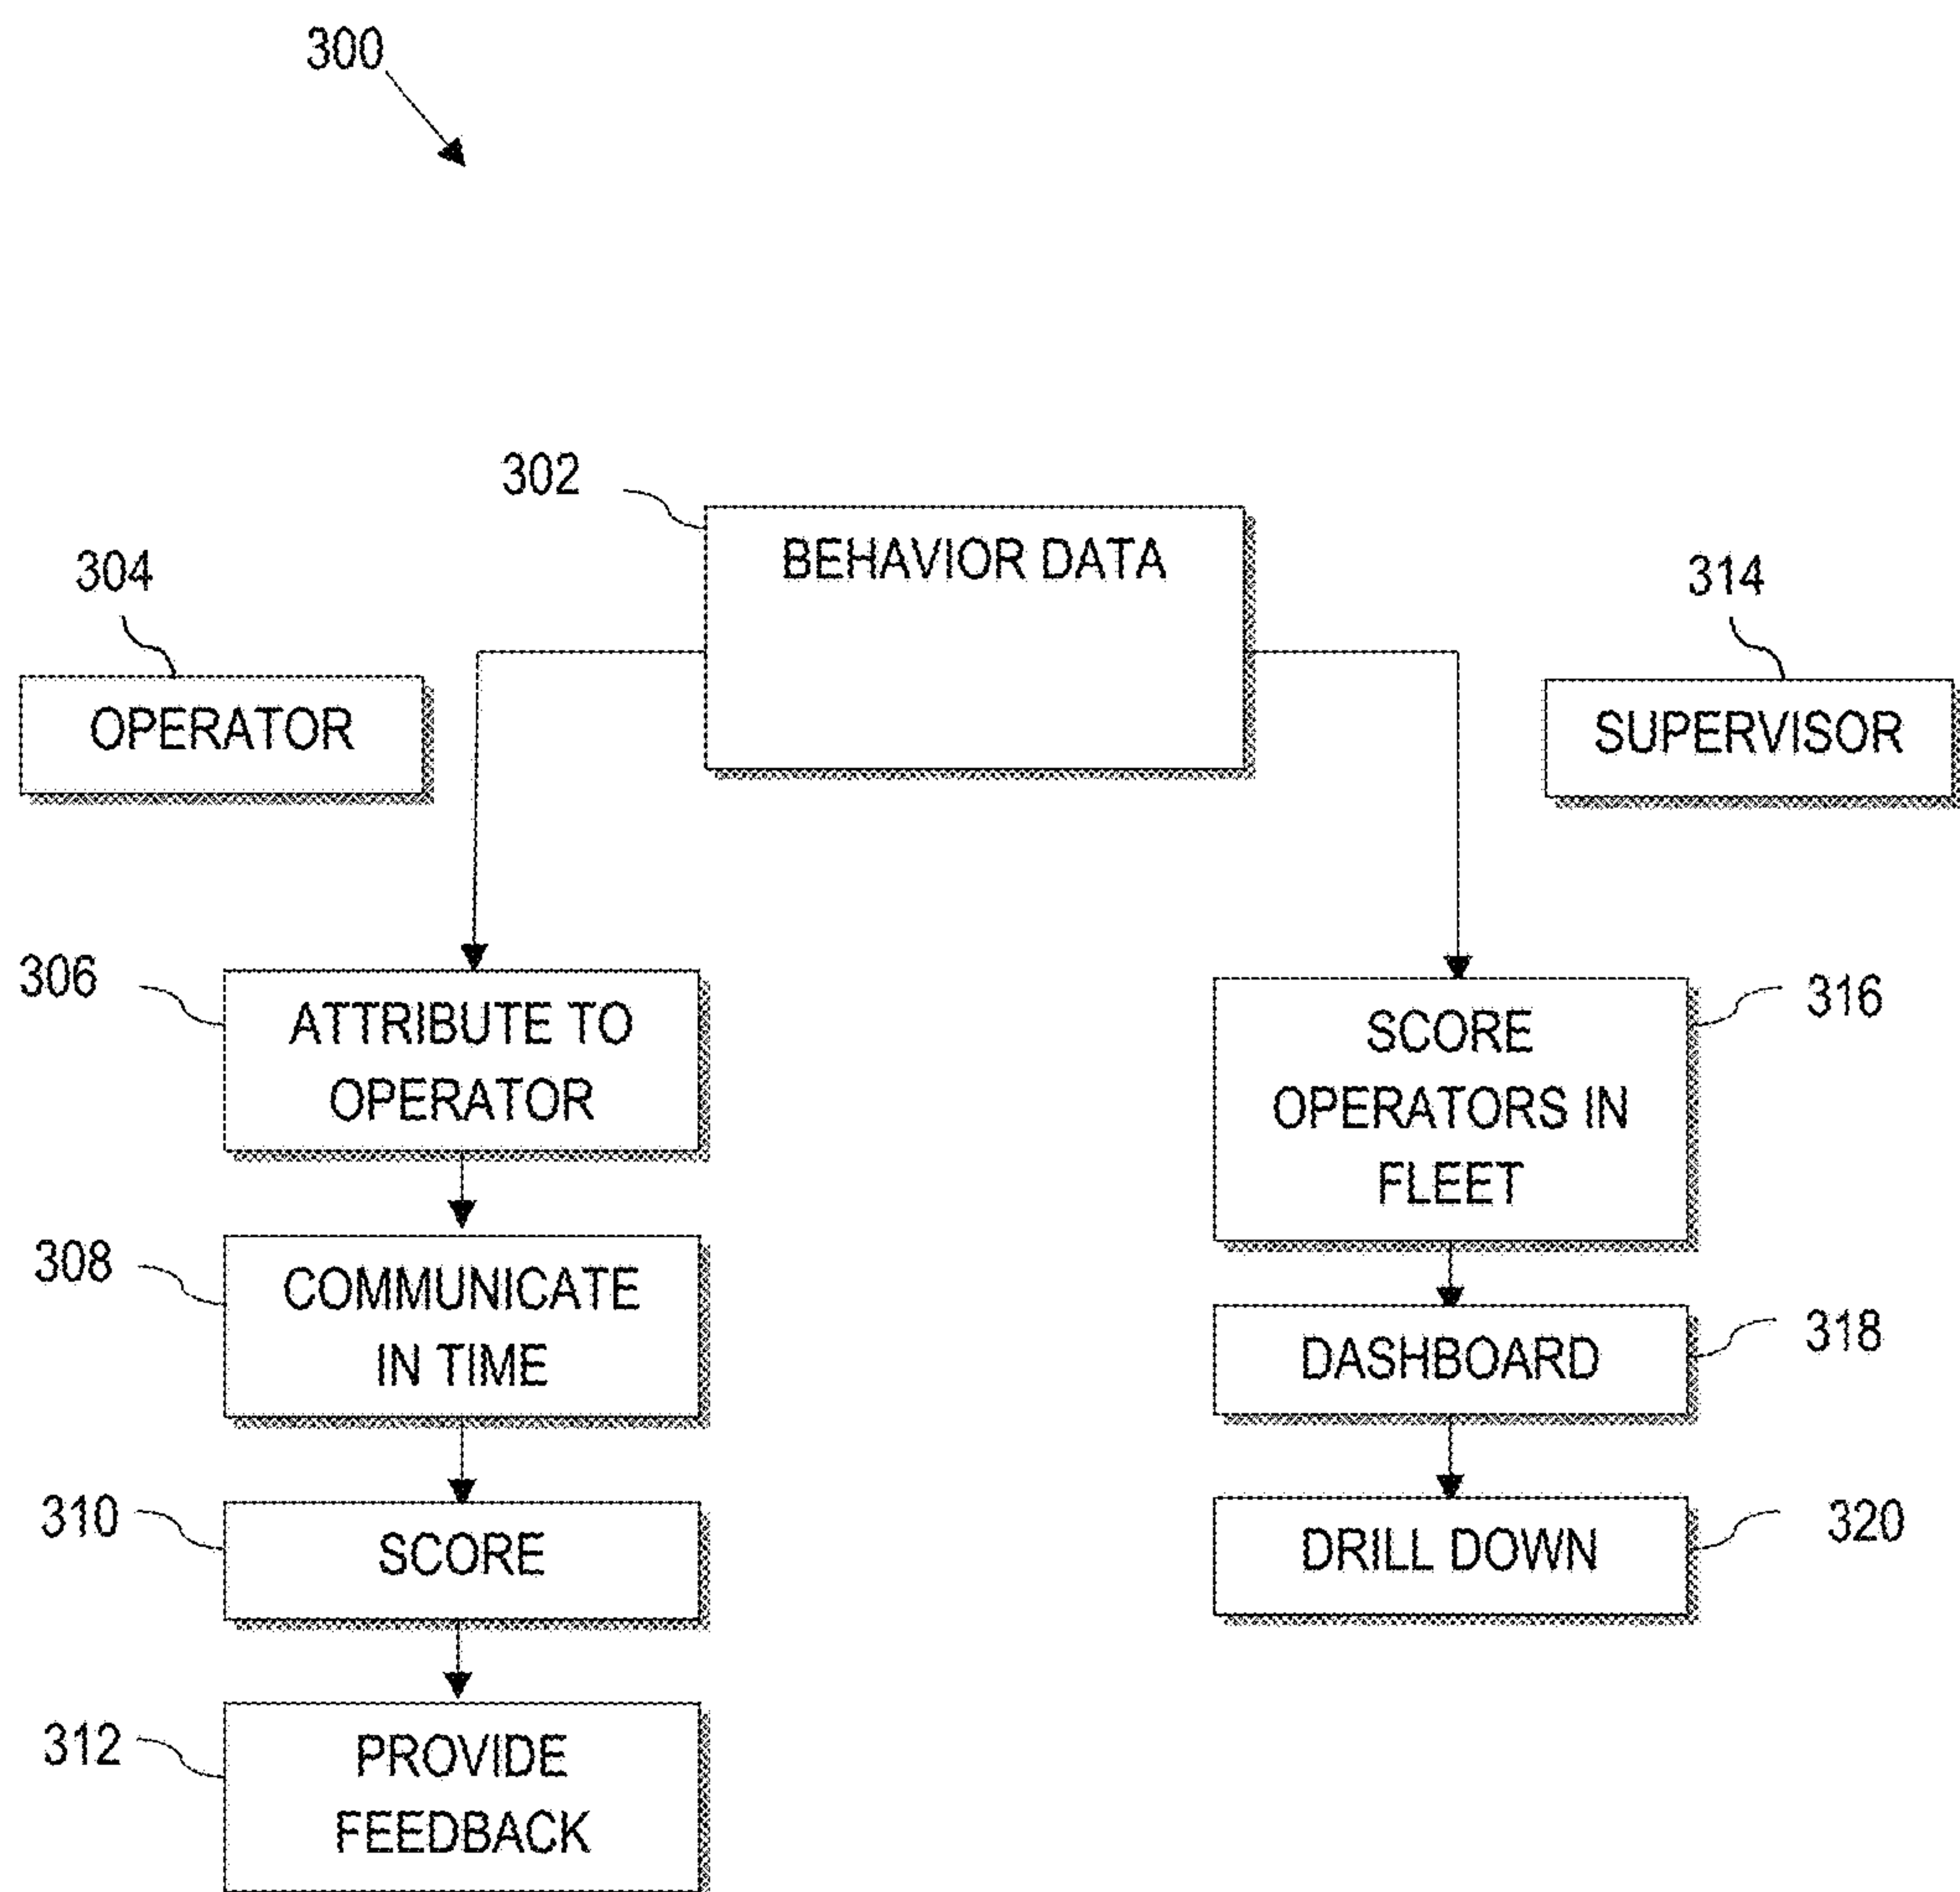 300
302
BEHAVIOR DATA
304
OPERATOR
314
SUPERVISOR
306
ATTRIBUTE TO
OPERATOR
316
SCORE
OPERATORS IN
FLEET
308
COMMUNICATE
IN TIME
318
DASHBOARD
310
SCORE
320
DRILL DOWN
312
PROVIDE
FEEDBACK